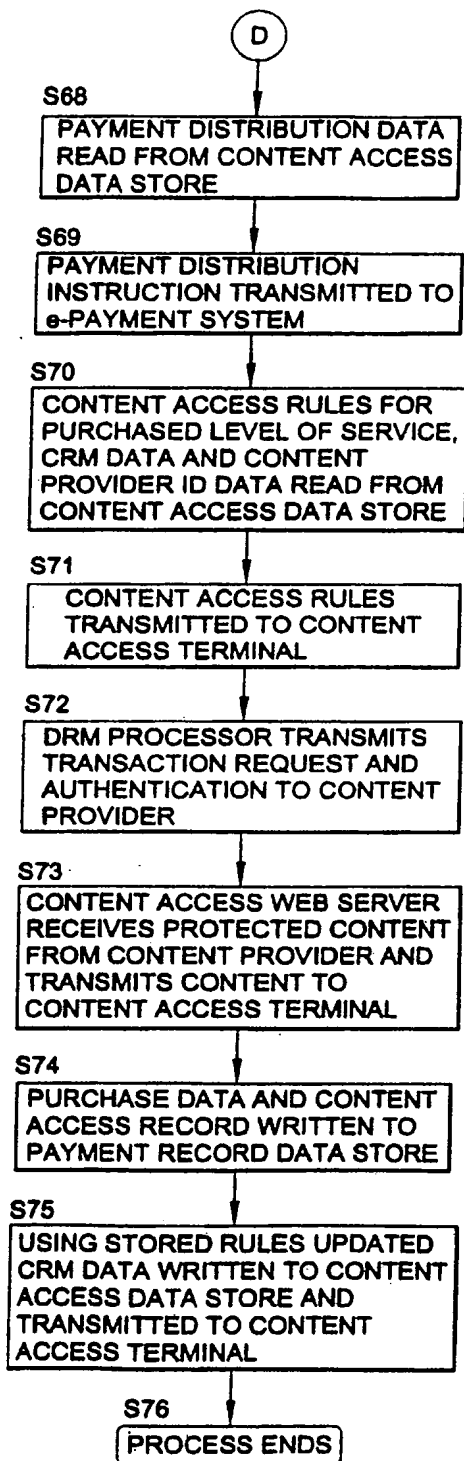 D
S68
PAYMENT DISTRIBUTION DATA
READ FROM CONTENT ACCESS
DATA STORE
S69
PAYMENT DISTRIBUTION
INSTRUCTION TRANSMITTED TO
e-PAYMENT SYSTEM
S70
CONTENT ACCESS RULES FOR
PURCHASED LEVEL OF SERVICE,
CRM DATA AND CONTENT
PROVIDER ID DATA READ FROM
CONTENT ACCESS DATA STORE
S71
CONTENT ACCESS RULES
TRANSMITTED TO CONTENT
ACCESS TERMINAL
S72
DRM PROCESSOR TRANSMITS
TRANSACTION REQUEST AND
AUTHENTICATION TO CONTENT
PROVIDER
S73
CONTENT ACCESS WEB SERVER
RECEIVES PROTECTED CONTENT
FROM CONTENT PROVIDER AND
TRANSMITS CONTENT TO
CONTENT ACCESS TERMINAL
S74
PURCHASE DATA AND CONTENT
ACCESS RECORD WRITTEN TO
PAYMENT RECORD DATA STORE
S75
USING STORED RULES UPDATED
CRM DATA WRITTEN TO CONTENT
ACCESS DATA STORE AND
TRANSMITTED TO CONTENT
ACCESS TERMINAL
S76
PROCESS ENDS